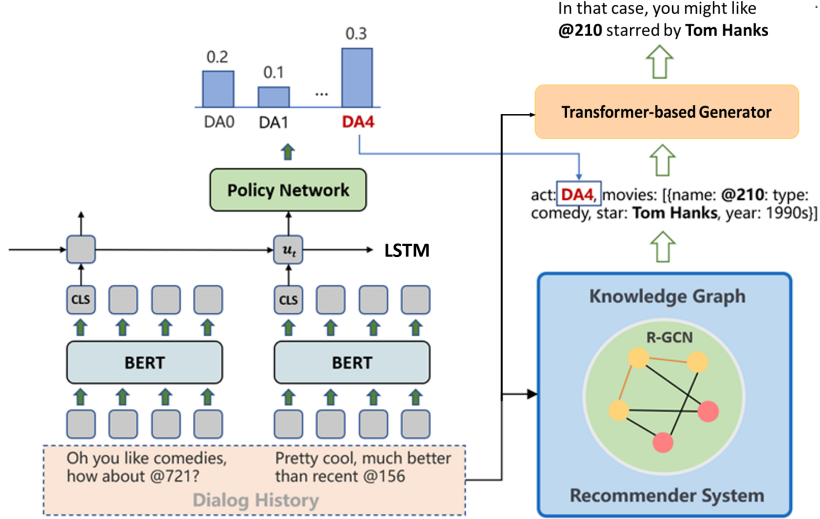 In that case, you might like
@210 starred by Tom Hanks
0.2
0.1
...
0.3
DA0
DA1
DA4
Transformer-based Generator
Policy Network
act: DA4, movies: [{name: @210: type:
comedy, star: Tom Hanks, year: 1990s}]
uₜ
LSTM
CLS
CLS
BERT
BERT
Knowledge Graph
R-GCN
Recommender System
Oh you like comedies,
how about @721?
Pretty cool, much better
than recent @156
Dialog History